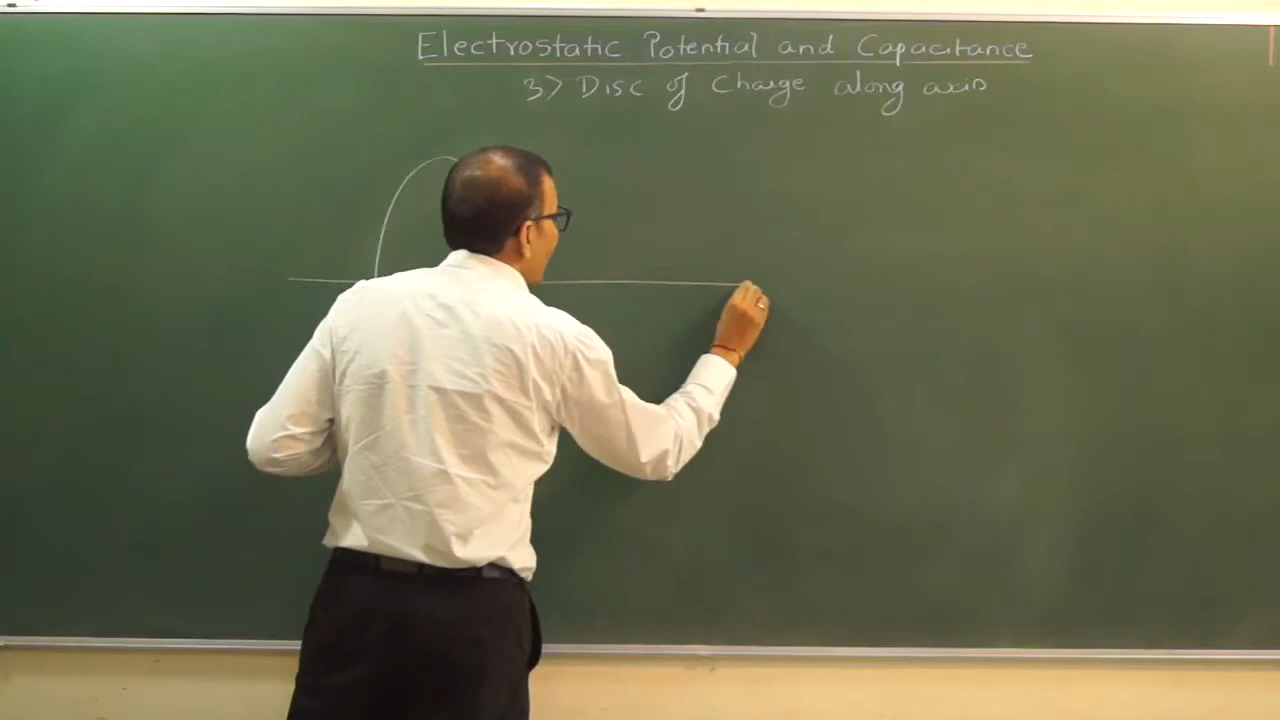 Electrostatic Potential and Capacitance
3> Disc of Charge along axis